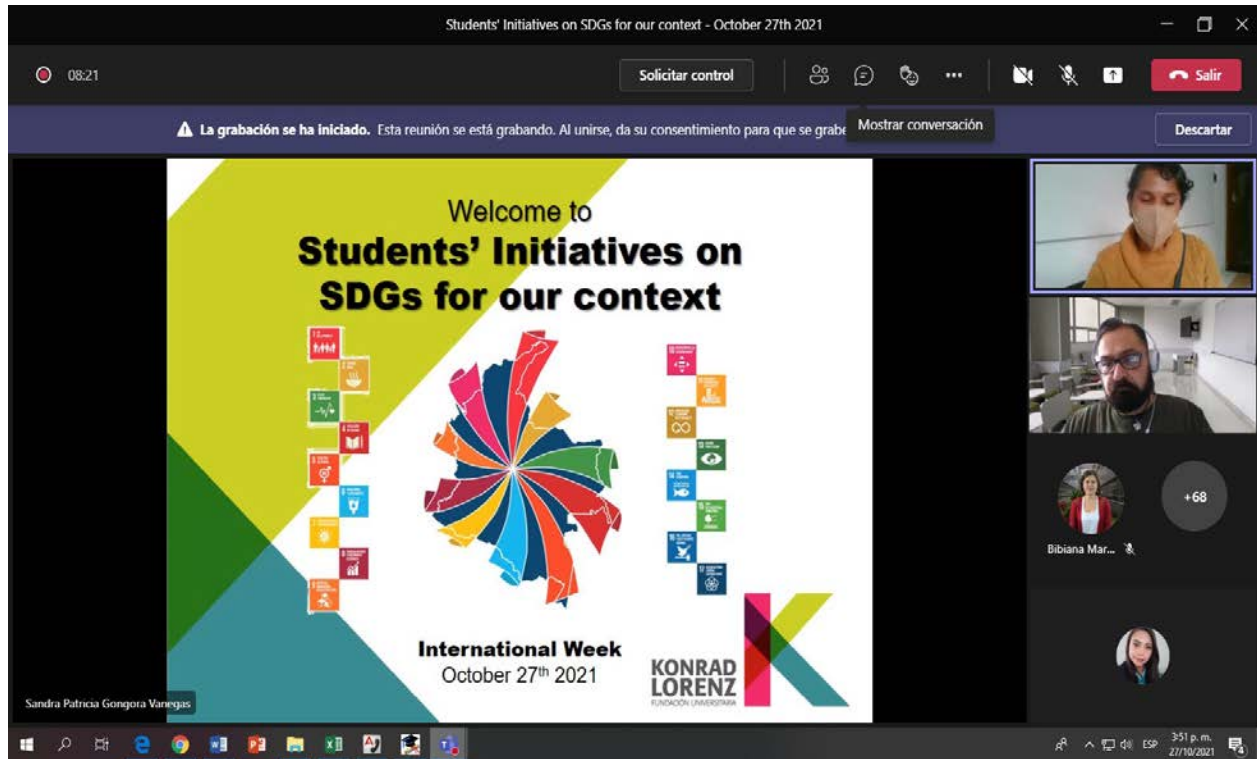 Students' Initiatives on SDGs for our context - October 27th 2021
08:21
Solicitar control
Salir
La grabación se ha iniciado. Esta reunión se está grabando. Al unirse, da su consentimiento para que se grabe
Mostrar conversación
Descartar
Welcome to
Students' Initiatives on
SDGs for our context
International Week
October 27th 2021
KONRAD
LORENZ
FUNDACIÓN UNIVERSITARIA
Sandra Patricia Gongora Vanegas
+68
Bibiana Mar...
ESP
3:51 p. m.
27/10/2021